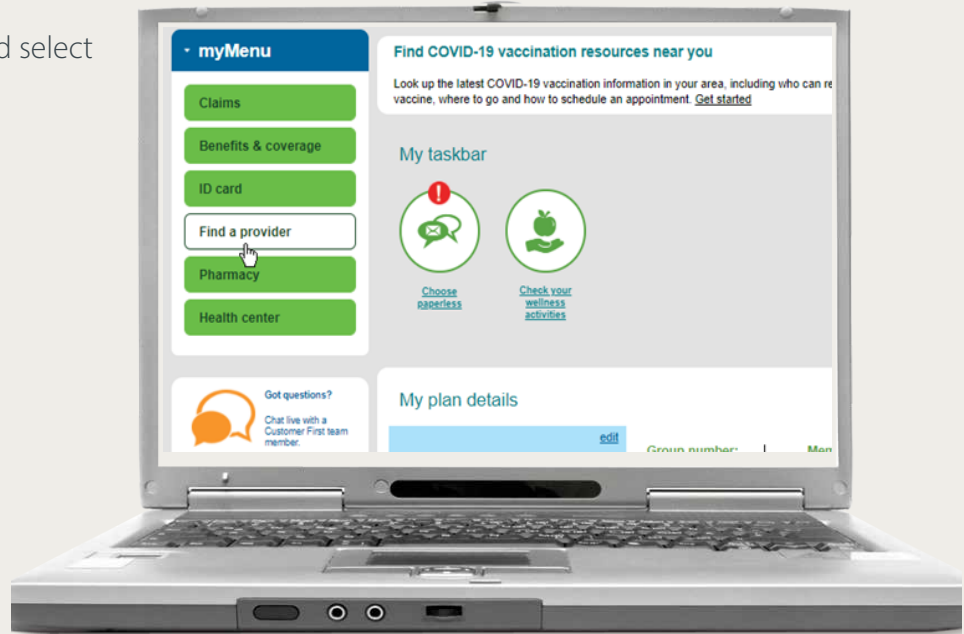 d select
myMenu
Claims
Benefits & coverage
ID card
Find a provider
Pharmacy
Health center
Got questions?
Chat live with a
Customer First team
member.
Find COVID-19 vaccination resources near you
Look up the latest COVID-19 vaccination information in your area, including who can re
vaccine, where to go and how to schedule an appointment. Get started
My taskbar
!
Choose
paperless
Check your
wellness
activities
My plan details
edit
Group number:
Mem